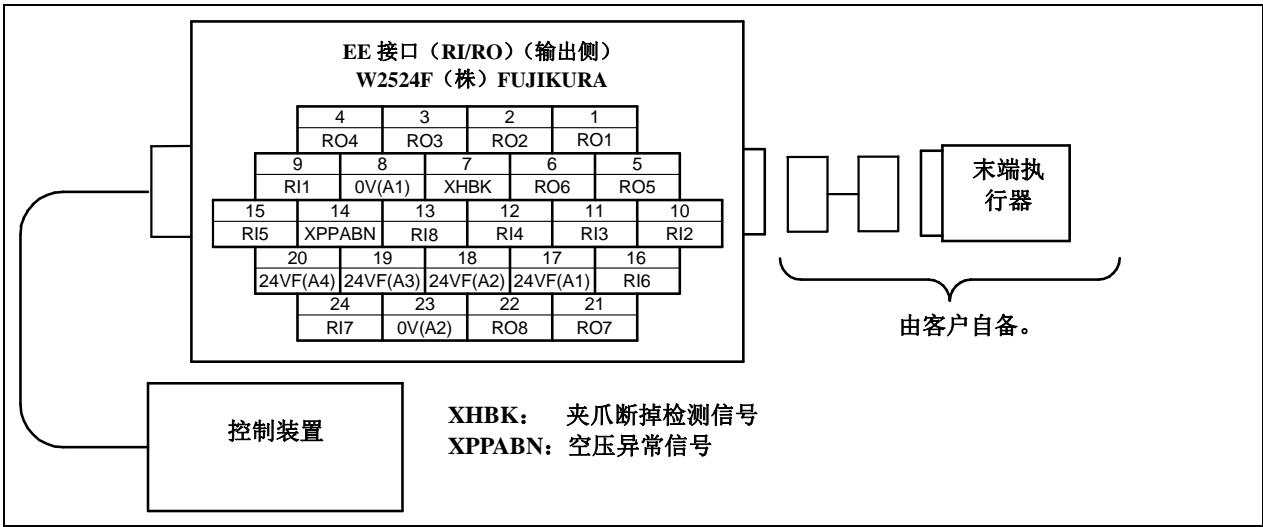 EE 接口（RI/RO）（输出侧）
W2524F（株）FUJIKURA
4 3 2 1
RO4 RO3 RO2 RO1
9 8 7 6 5
RI1 0V(A1) XHBK RO6 RO5
15 14 13 12 11 10
RI5 XPPABN RI8 RI4 RI3 RI2
20 19 18 17 16
24VF(A4) 24VF(A3) 24VF(A2) 24VF(A1) RI6
24 23 22 21
RI7 0V(A2) RO8 RO7
末端执
行器
由客户自备。
控制装置
XHBK： 夹爪断掉检测信号
XPPABN：空压异常信号